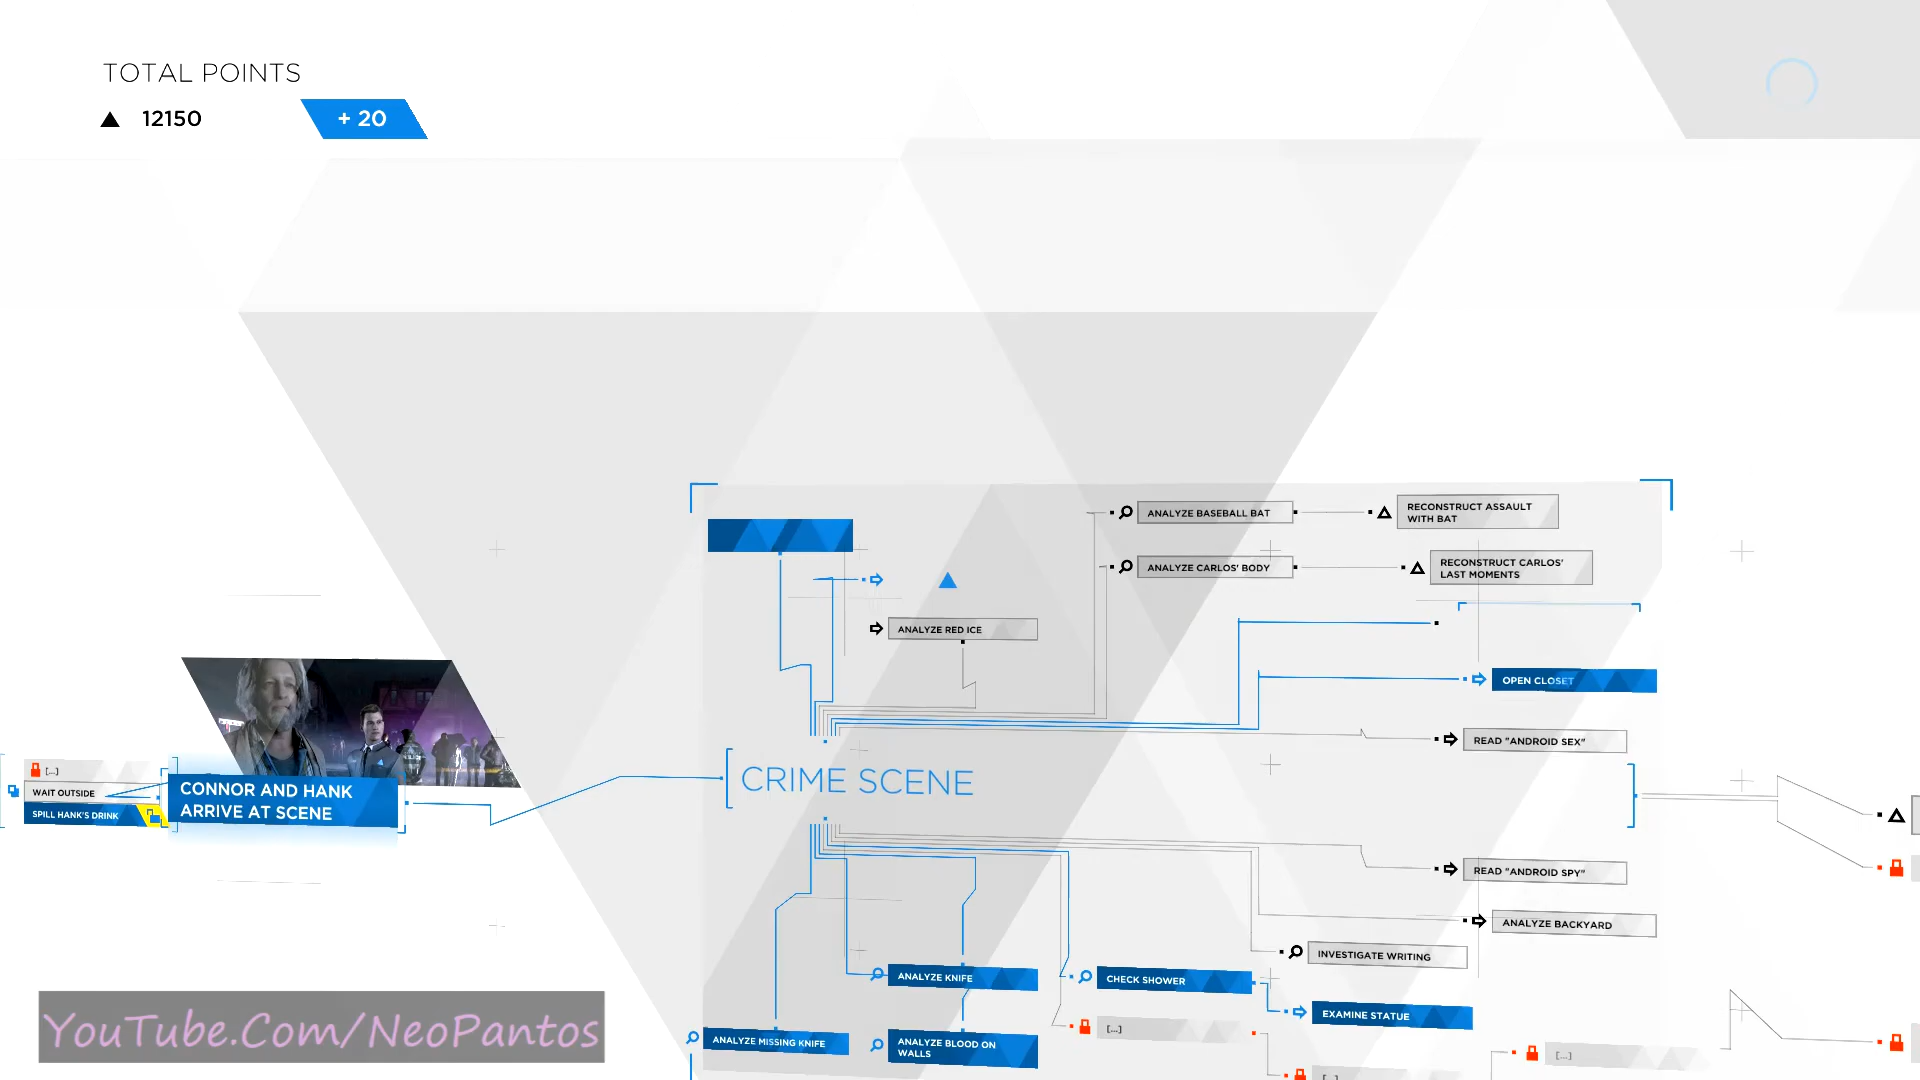 TOTAL POINTS
12150
+ 20
ANALYZE BASEBALL BAT
RECONSTRUCT ASSAULT
WITH BAT
ANALYZE CARLOS' BODY
RECONSTRUCT CARLOS'
LAST MOMENTS
ANALYZE RED ICE
OPEN CLOSET
READ "ANDROID SEX"
[...]
WAIT OUTSIDE
SPILL HANK'S DRINK
CONNOR AND HANK
ARRIVE AT SCENE
CRIME SCENE
READ "ANDROID SPY"
ANALYZE BACKYARD
INVESTIGATE WRITING
ANALYZE KNIFE
CHECK SHOWER
EXAMINE STATUE
[...]
ANALYZE MISSING KNIFE
ANALYZE BLOOD ON
WALLS
[...]
[...]
YouTube.Com/NeoPantos